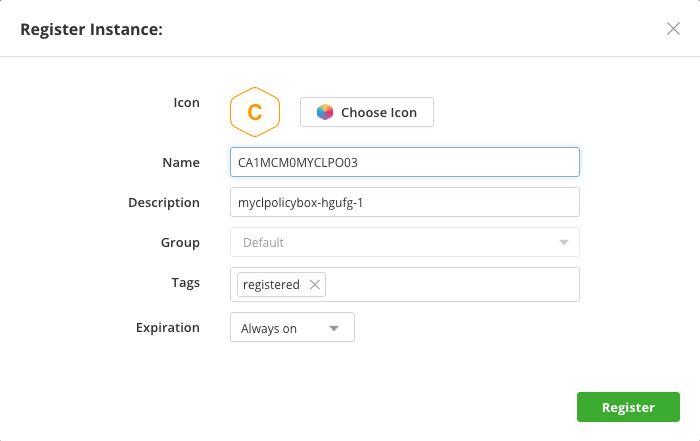 Register Instance:
Icon C Choose Icon
Name CA1MCM0MYCLPO03
Description myclpolicybox-hgufg-1
Group Default
Tags registered
Expiration Always on
Register